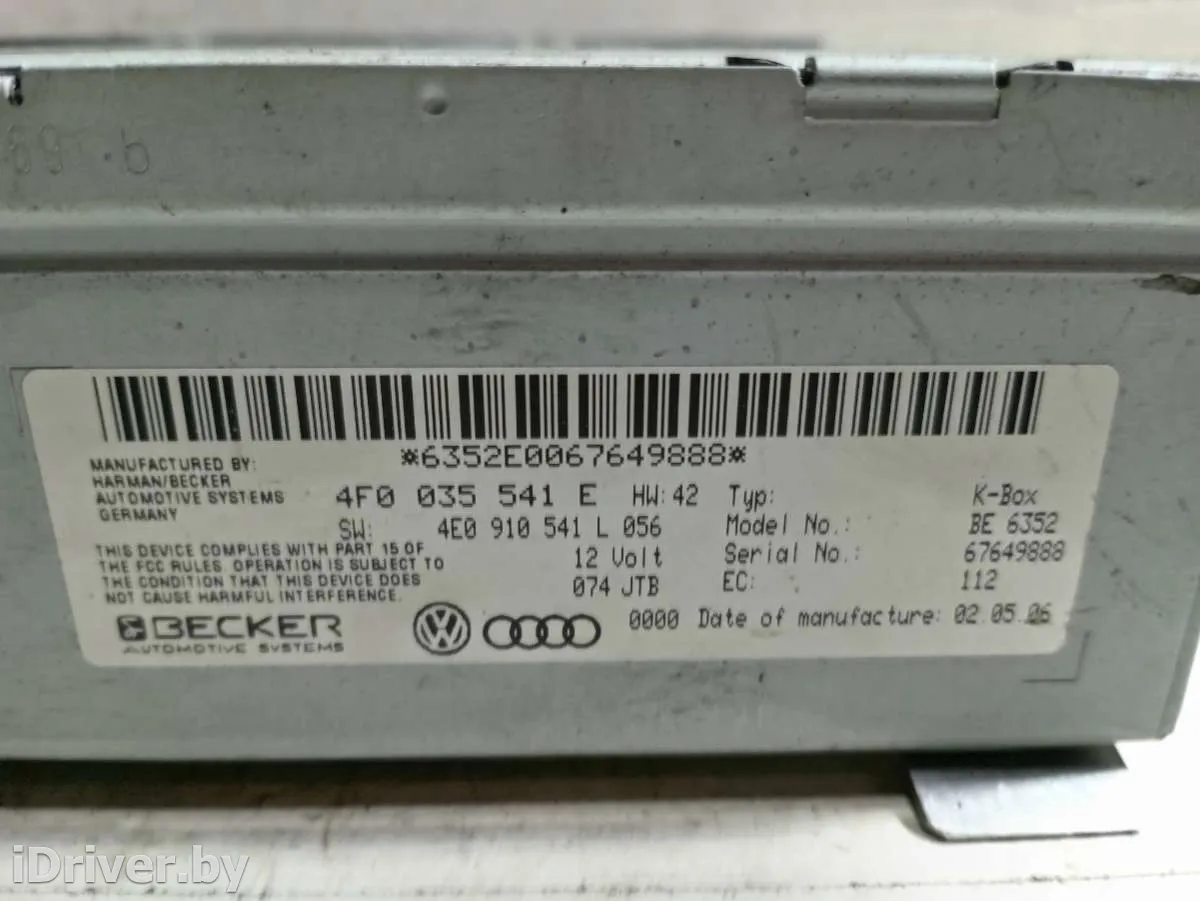 *6352E0067649888*
MANUFACTURED BY:
HARMAN/BECKER
AUTOMOTIVE SYSTEMS
GERMANY
4F0 035 541 E HW: 42
SW: 4E0 910 541 L 056
12 Volt
074 JTB
Typ: K-Box
Model No.: BE 6352
Serial No.: 67649888
EC: 112
THIS DEVICE COMPLIES WITH PART 15 OF
THE FCC RULES. OPERATION IS SUBJECT TO
THE CONDITION THAT THIS DEVICE DOES
NOT CAUSE HARMFUL INTERFERENCE.
BECKER
AUTOMOTIVE SYSTEMS
0000 Date of manufacture: 02.05.06
iDriver.by